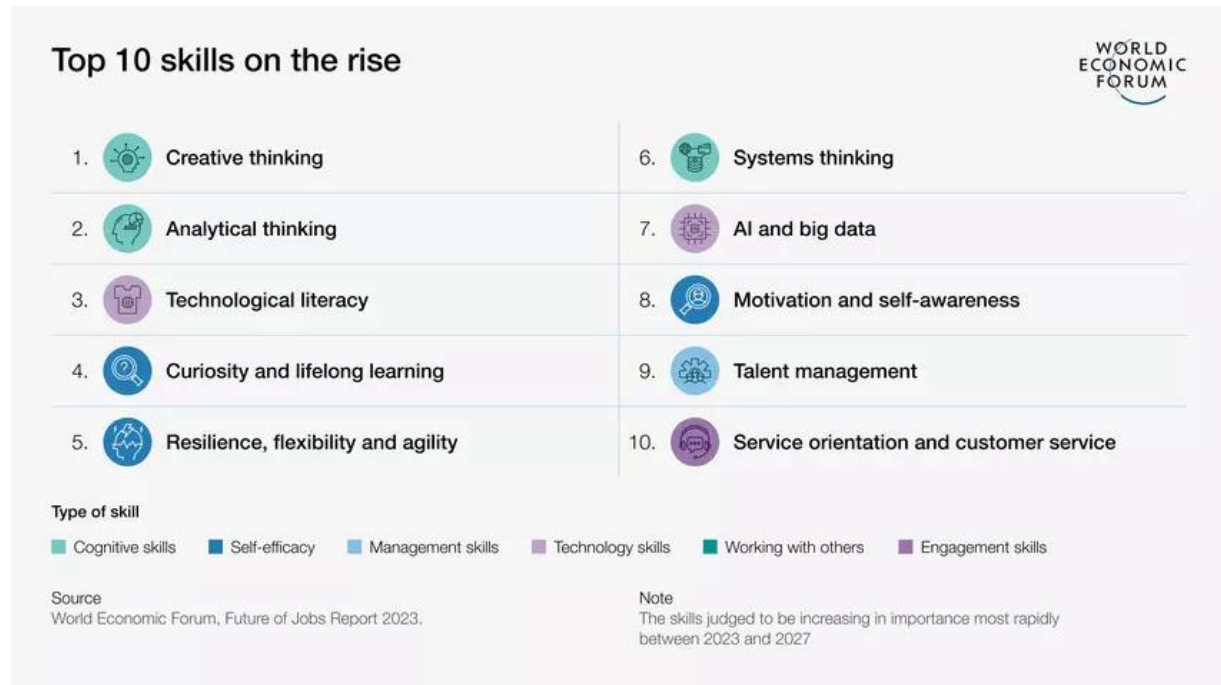 Top 10 skills on the rise
WORLD
ECONOMIC
FORUM
1. Creative thinking
2. Analytical thinking
3. Technological literacy
4. Curiosity and lifelong learning
5. Resilience, flexibility and agility
6. Systems thinking
7. AI and big data
8. Motivation and self-awareness
9. Talent management
10. Service orientation and customer service
Type of skill
Cognitive skills
Self-efficacy
Management skills
Technology skills
Working with others
Engagement skills
Source
World Economic Forum, Future of Jobs Report 2023.
Note
The skills judged to be increasing in importance most rapidly
between 2023 and 2027